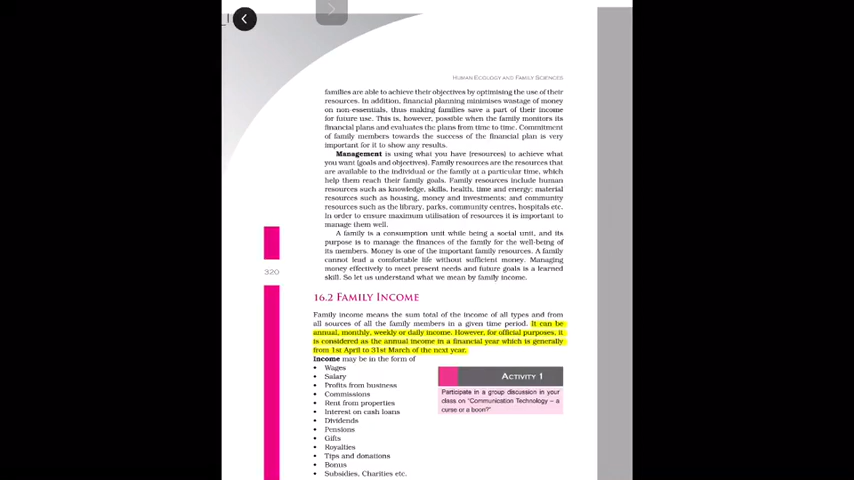 HUMAN ECOLOGY AND FAMILY SCIENCES
families are able to achieve their objectives by optimising the use of their
resources. In addition, financial planning minimises wastage of money
on non-essentials, thus making families save a part of their income
for future use. This is, however, possible when the family monitors its
financial plans and evaluates the plans from time to time. Commitment
of family members towards the success of the financial plan is very
important for it to show any results.
Management is using what you have [resources] to achieve what
you want [goals and objectives]. Family resources are the resources that
are available to the individual or the family at a particular time, which
help them reach their family goals. Family resources include human
resources such as knowledge, skills, health, time and energy; material
resources such as housing, money and investments; and community
resources such as the library, parks, community centres, hospitals etc.
In order to ensure maximum utilisation of resources it is important to
manage them well.
A family is a consumption unit while being a social unit, and its
purpose is to manage the finances of the family for the well-being of
its members. Money is one of the important family resources. A family
cannot lead a comfortable life without sufficient money. Managing
money effectively to meet present needs and future goals is a learned
skill. So let us understand what we mean by family income.
320
16.2 FAMILY INCOME
Family income means the sum total of the income of all types and from
all sources of all the family members in a given time period. It can be
annual, monthly, weekly or daily income. However, for official purposes, it
is considered as the annual income in a financial year which is generally
from 1st April to 31st March of the next year.
Income may be in the form of
• Wages
• Salary
• Profits from business
• Commissions
• Rent from properties
• Interest on cash loans
• Dividends
• Pensions
• Gifts
• Royalties
• Tips and donations
• Bonus
• Subsidies, Charities etc.
ACTIVITY 1
Participate in a group discussion in your
class on "Communication Technology – a
curse or a boon?"